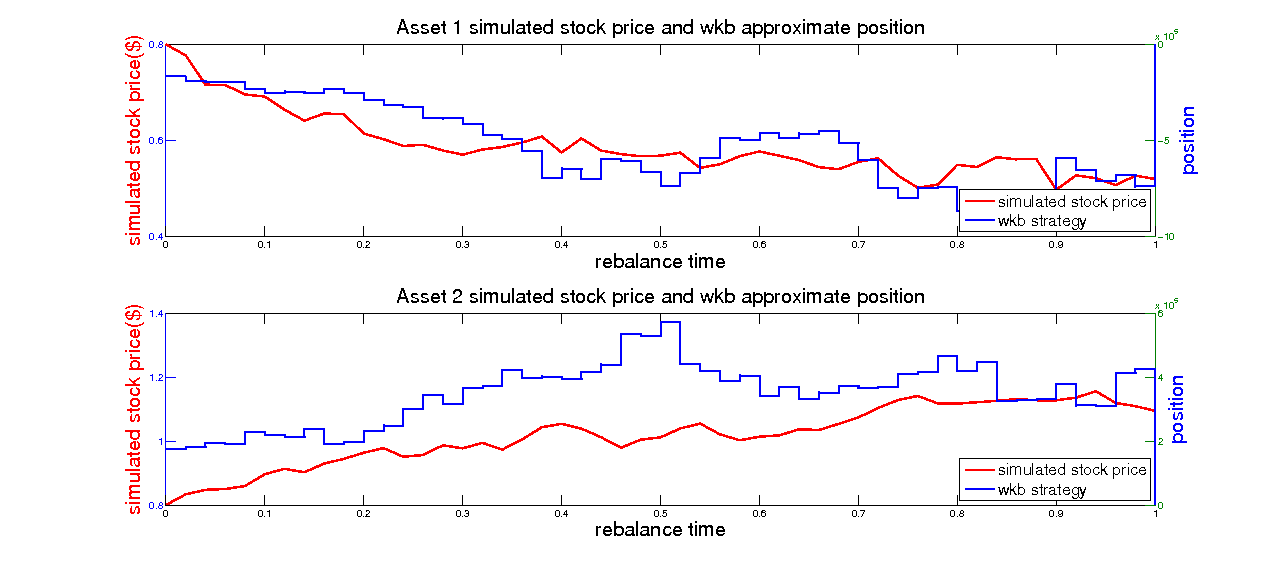 Asset 1 simulated stock price and wkb approximate position
x 10^5
simulated stock price($)
0.8
0.6
0.4
0
-5
-10
position
simulated stock price
wkb strategy
0 0.1 0.2 0.3 0.4 0.5 0.6 0.7 0.8 0.9 1
rebalance time
Asset 2 simulated stock price and wkb approximate position
x 10^5
simulated stock price($)
1.4
1.2
1
0.8
6
4
2
0
position
simulated stock price
wkb strategy
0 0.1 0.2 0.3 0.4 0.5 0.6 0.7 0.8 0.9 1
rebalance time